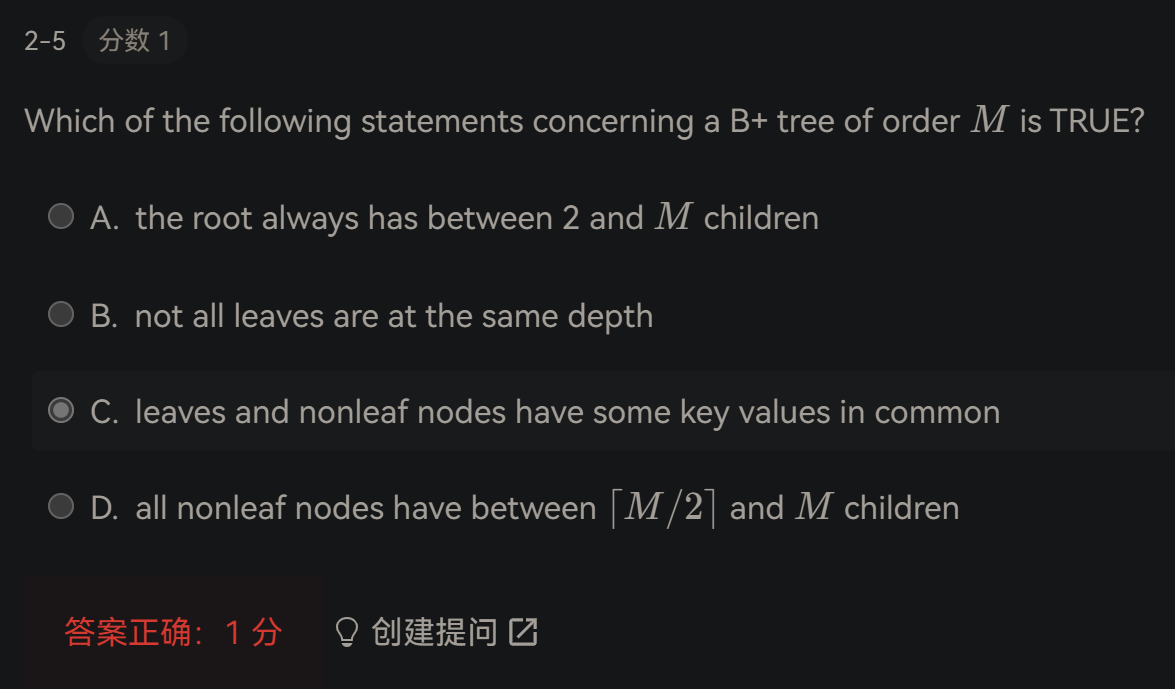 2-5 分数 1
Which of the following statements concerning a B+ tree of order M is TRUE?
A. the root always has between 2 and M children
B. not all leaves are at the same depth
C. leaves and nonleaf nodes have some key values in common
D. all nonleaf nodes have between ⌈M/2⌉ and M children
答案正确：1 分 创建提问